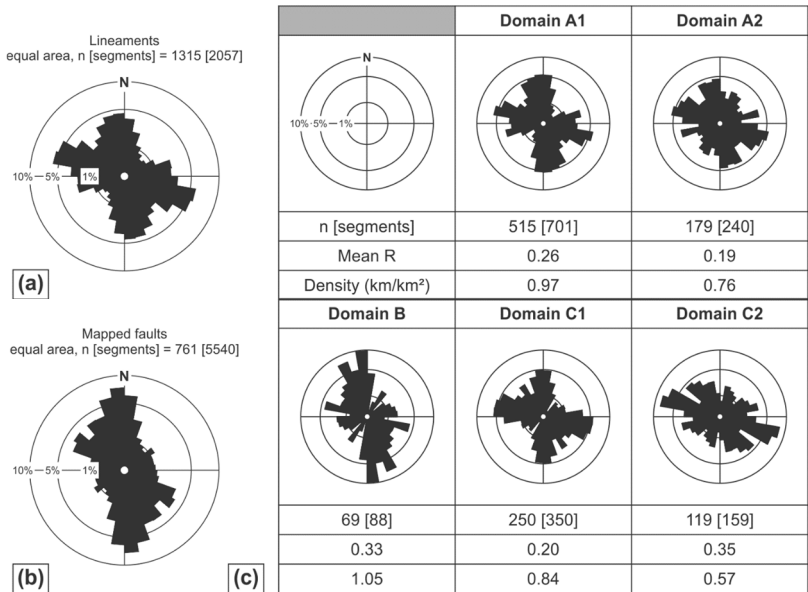 Lineaments
equal area, n [segments] = 1315 [2057]
N
10% 5% 1%
(a)
Mapped faults
equal area, n [segments] = 761 [5540]
N
10% 5% 1%
(b)
(c)
Domain A1 Domain A2
N
10% 5% 1%
n [segments] 515 [701] 179 [240]
Mean R 0.26 0.19
Density (km/km²) 0.97 0.76
Domain B Domain C1 Domain C2
69 [88] 250 [350] 119 [159]
0.33 0.20 0.35
1.05 0.84 0.57